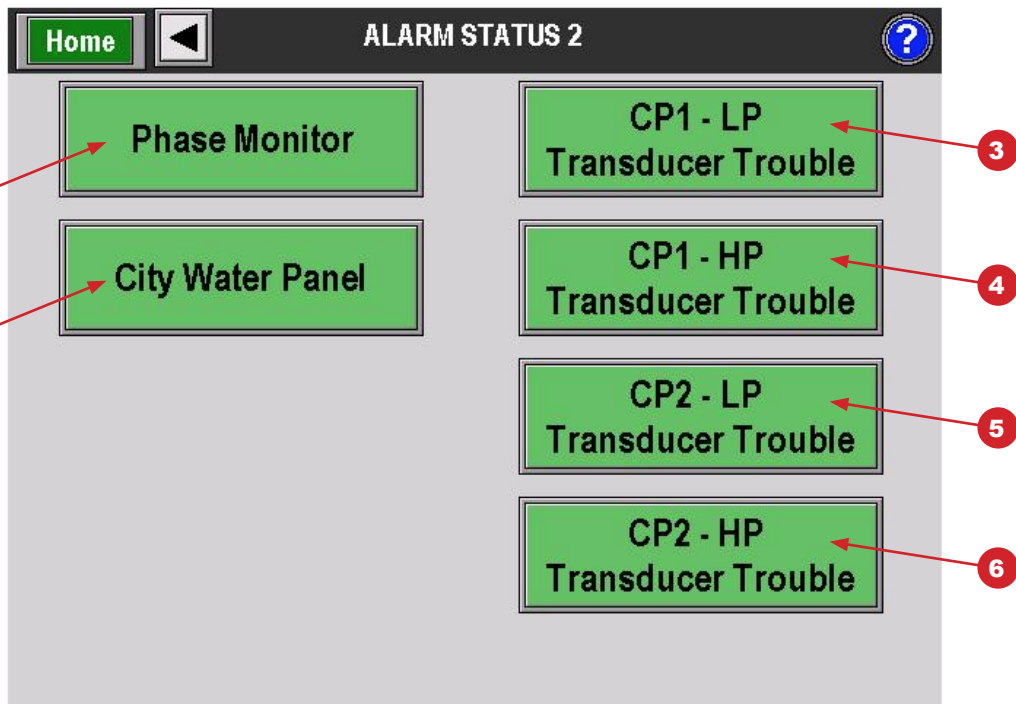 Home
ALARM STATUS 2
?
Phase Monitor
City Water Panel
CP1 - LP
Transducer Trouble
3
CP1 - HP
Transducer Trouble
4
CP2 - LP
Transducer Trouble
5
CP2 - HP
Transducer Trouble
6